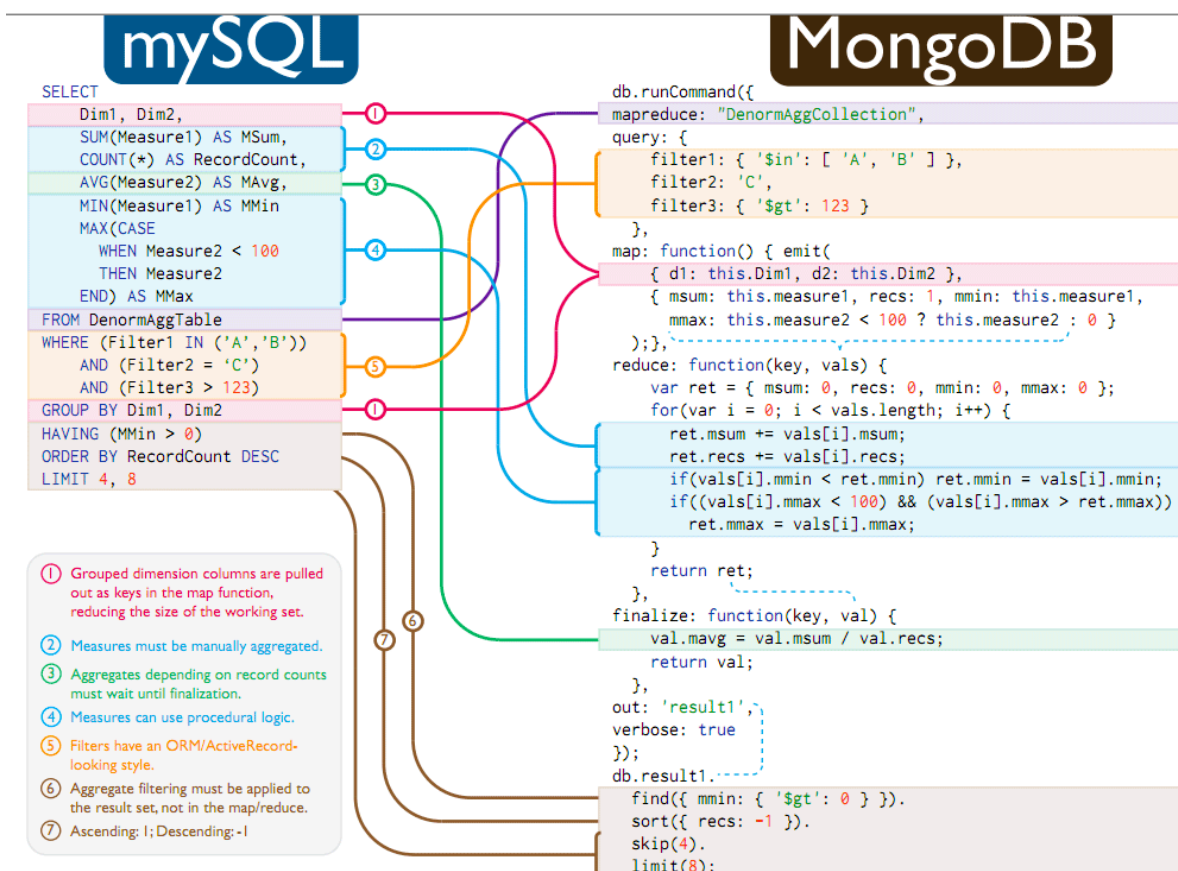 mySQL
SELECT
Dim1, Dim2,
SUM(Measure1) AS MSum,
COUNT(*) AS RecordCount,
AVG(Measure2) AS MAvg,
MIN(Measure1) AS MMin
MAX(CASE
WHEN Measure2 < 100
THEN Measure2
END) AS MMax
FROM DenormAggTable
WHERE (Filter1 IN (’A’,’B’))
AND (Filter2 = ‘C’)
AND (Filter3 > 123)
GROUP BY Dim1, Dim2
HAVING (MMin > 0)
ORDER BY RecordCount DESC
LIMIT 4, 8
1
2
3
4
5
1
6
7
1 Grouped dimension columns are pulled
out as keys in the map function,
reducing the size of the working set.
2 Measures must be manually aggregated.
3 Aggregates depending on record counts
must wait until finalization.
4 Measures can use procedural logic.
5 Filters have an ORM/ActiveRecord-
looking style.
6 Aggregate filtering must be applied to
the result set, not in the map/reduce.
7 Ascending: 1; Descending: -1
MongoDB
db.runCommand({
mapreduce: "DenormAggCollection",
query: {
filter1: { '$in': [ 'A', 'B' ] },
filter2: 'C',
filter3: { '$gt': 123 }
},
map: function() { emit(
{ d1: this.Dim1, d2: this.Dim2 },
{ msum: this.measure1, recs: 1, mmin: this.measure1,
mmax: this.measure2 < 100 ? this.measure2 : 0 }
);},
reduce: function(key, vals) {
var ret = { msum: 0, recs: 0, mmin: 0, mmax: 0 };
for(var i = 0; i < vals.length; i++) {
ret.msum += vals[i].msum;
ret.recs += vals[i].recs;
if(vals[i].mmin < ret.mmin) ret.mmin = vals[i].mmin;
if((vals[i].mmax < 100) && (vals[i].mmax > ret.mmax))
ret.mmax = vals[i].mmax;
}
return ret;
},
finalize: function(key, val) {
val.mavg = val.msum / val.recs;
return val;
},
out: 'result1',
verbose: true
});
db.result1.
find({ mmin: { '$gt': 0 } }).
sort({ recs: -1 }).
skip(4).
limit(8);